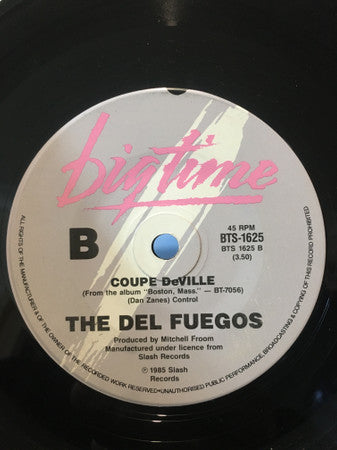 bigtime
B
45 RPM
BTS-1625
BTS 1625 B
(3.50)
COUPE DeVILLE
(From the album "Boston, Mass." — BT-7056)
(Dan Zanes) Control
THE DEL FUEGOS
Produced by Mitchell Froom
Manufactured under licence from
Slash Records
℗ 1985 Slash
Records
ALL RIGHTS OF THE MANUFACTURER & OF THE OWNER OF THE RECORDED WORK RESERVED—UNAUTHORISED PUBLIC PERFORMANCE, BROADCASTING & COPYING OF THIS RECORD PROHIBITED